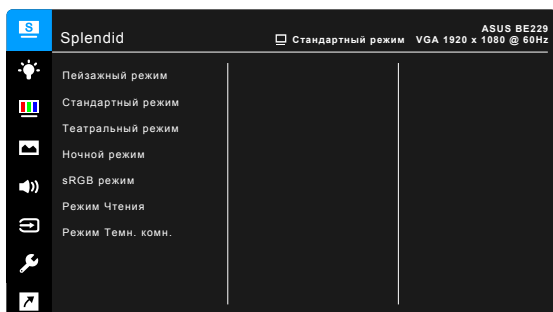 S
ASUS BE229
Splendid
Стандартный режим VGA 1920 x 1080 @ 60Hz
Пейзажный режим
Стандартный режим
Театральный режим
Ночной режим
sRGB режим
Режим Чтения
Режим Темн. комн.